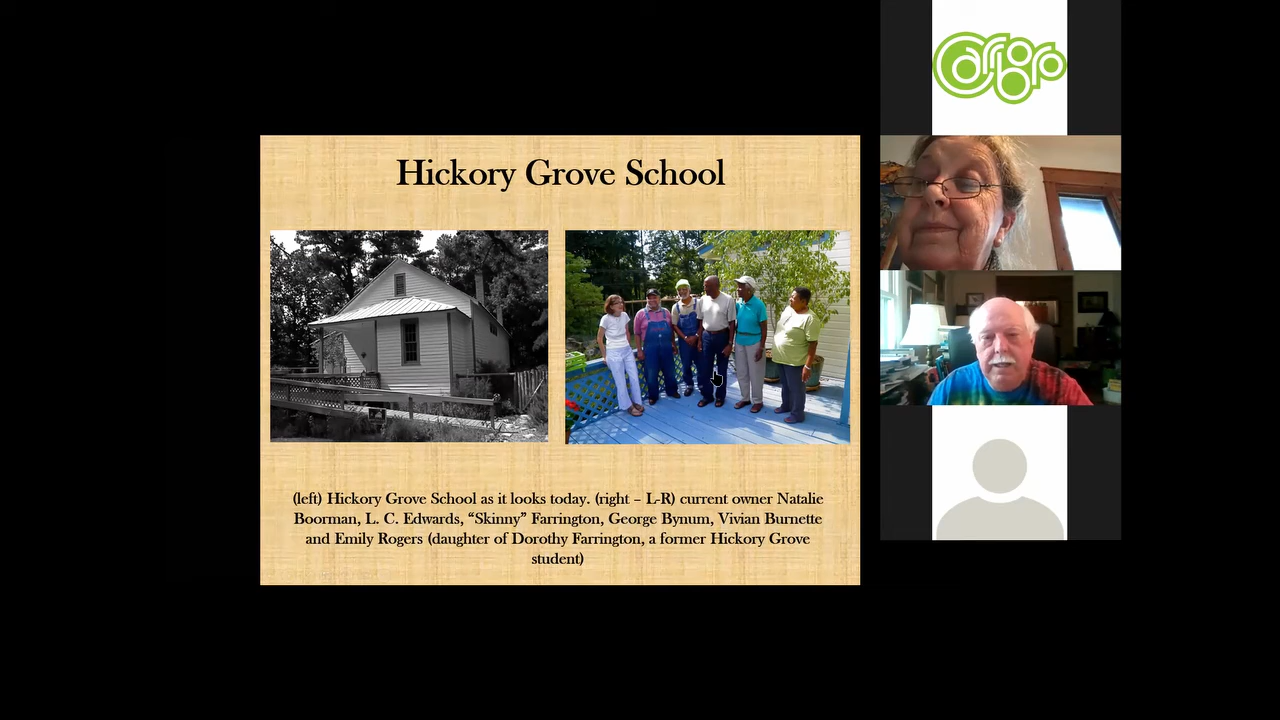 Hickory Grove School
(left) Hickory Grove School as it looks today. (right – L-R) current owner Natalie
Boorman, L. C. Edwards, “Skinny” Farrington, George Bynum, Vivian Burnette
and Emily Rogers (daughter of Dorothy Farrington, a former Hickory Grove
student)
Carrboro